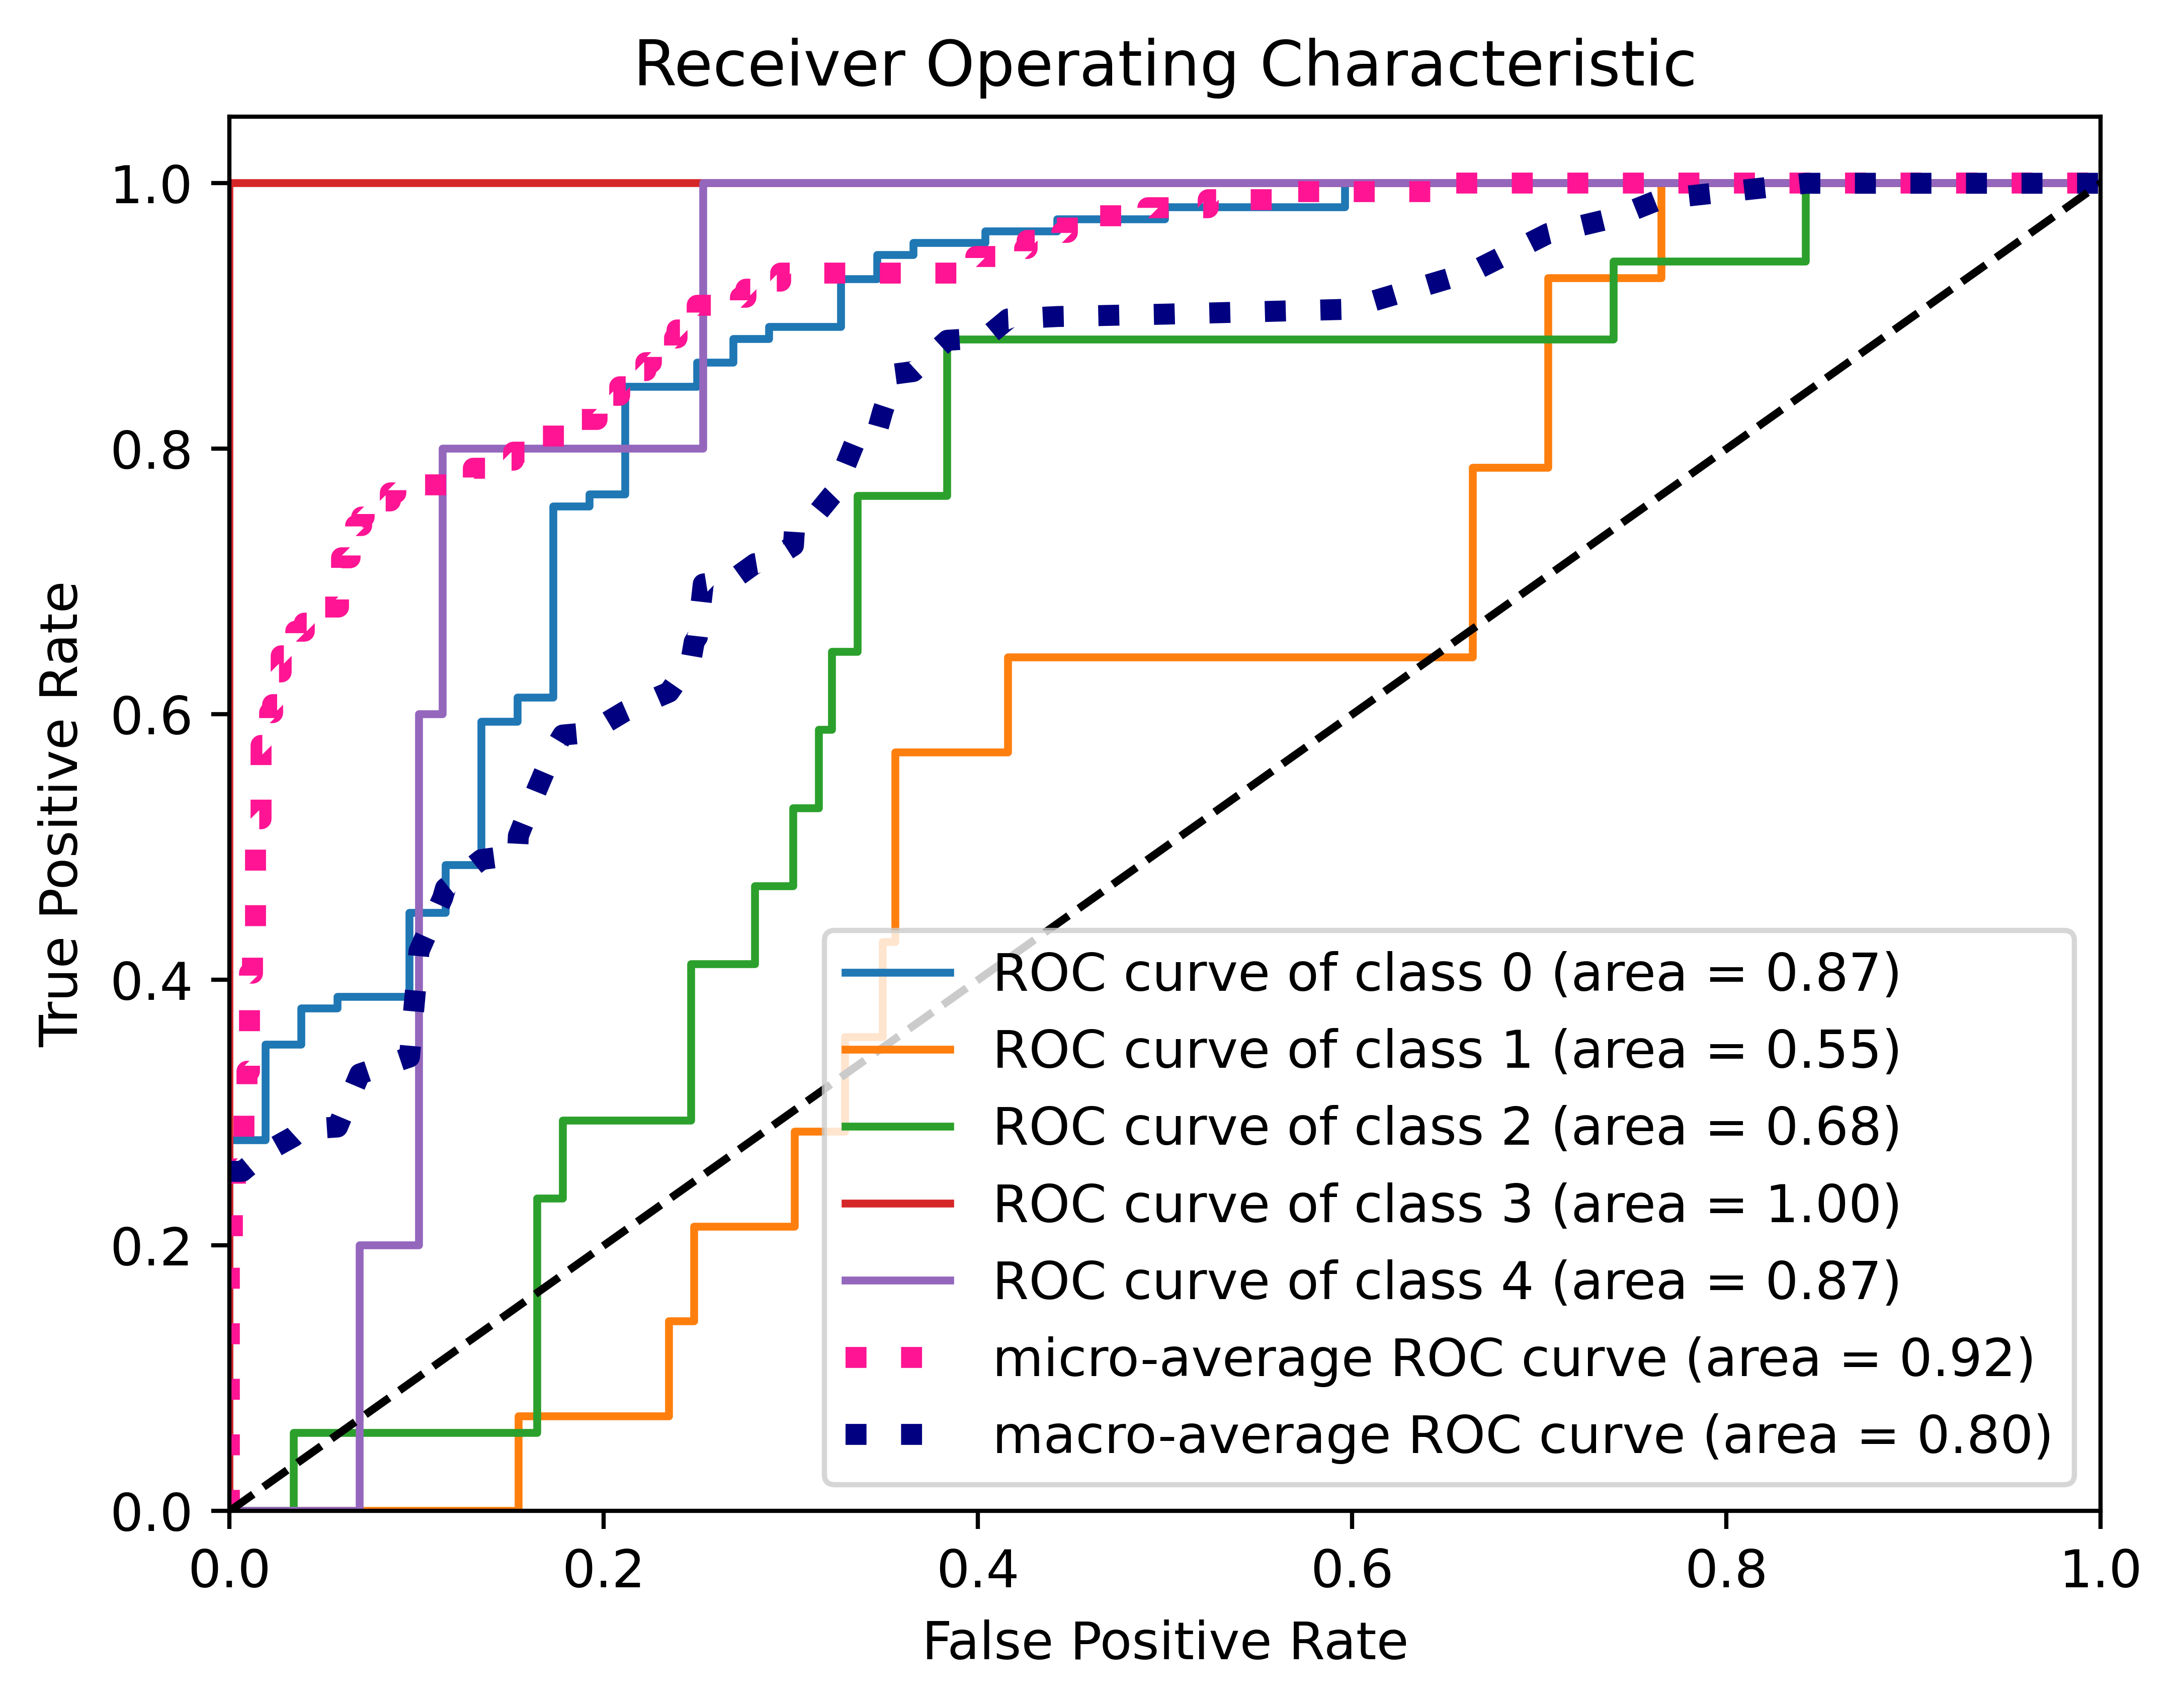 Receiver Operating Characteristic
True Positive Rate
1.0
0.8
0.6
0.4
0.2
0.0
ROC curve of class 0 (area = 0.87)
ROC curve of class 1 (area = 0.55)
ROC curve of class 2 (area = 0.68)
ROC curve of class 3 (area = 1.00)
ROC curve of class 4 (area = 0.87)
micro-average ROC curve (area = 0.92)
macro-average ROC curve (area = 0.80)
0.0 0.2 0.4 0.6 0.8 1.0
False Positive Rate